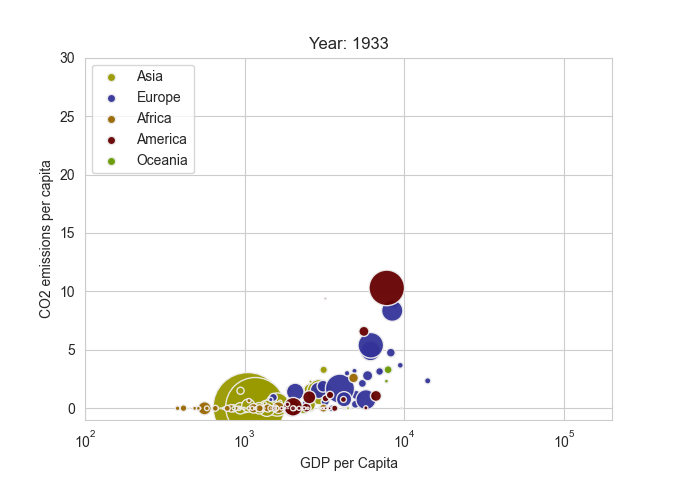 Year: 1933
30
25
20
15
10
5
0
CO2 emissions per capita
Asia
Europe
Africa
America
Oceania
10²
10³
10⁴
10⁵
GDP per Capita